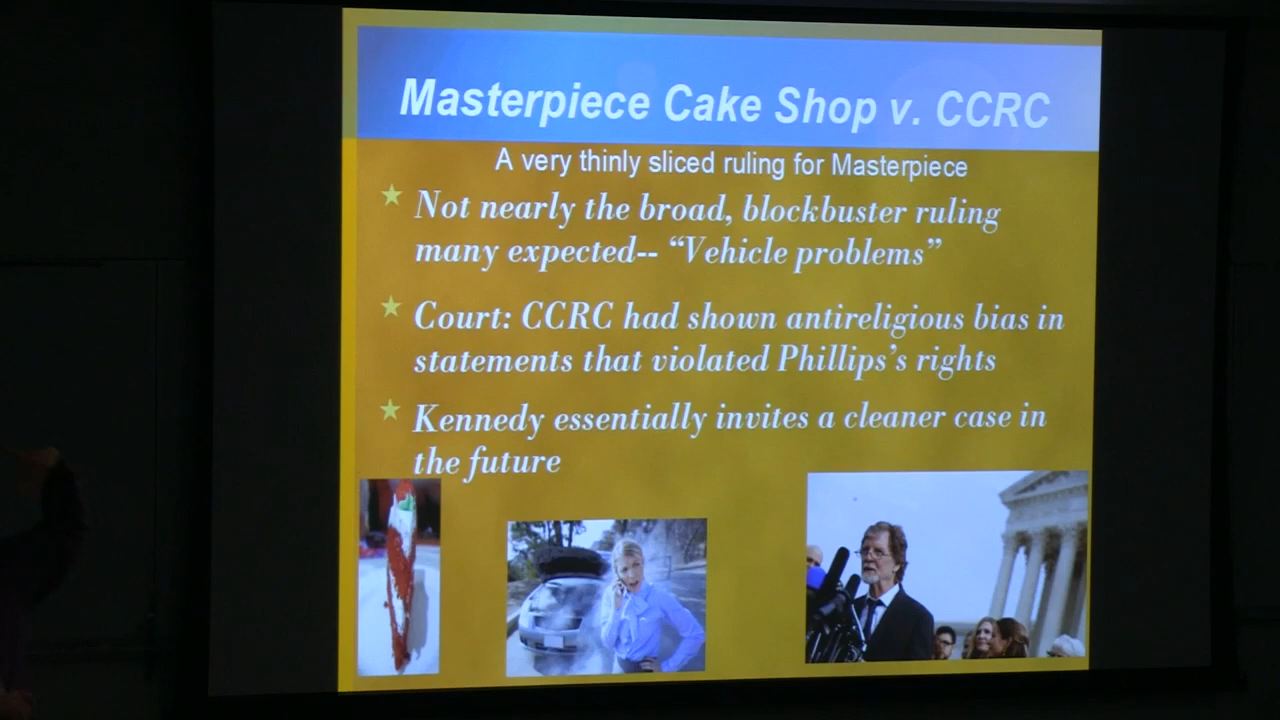 Masterpiece Cake Shop v. CCRC
A very thinly sliced ruling for Masterpiece
Not nearly the broad, blockbuster ruling
many expected-- “Vehicle problems”
Court: CCRC had shown antireligious bias in
statements that violated Phillips’s rights
Kennedy essentially invites a cleaner case in
the future